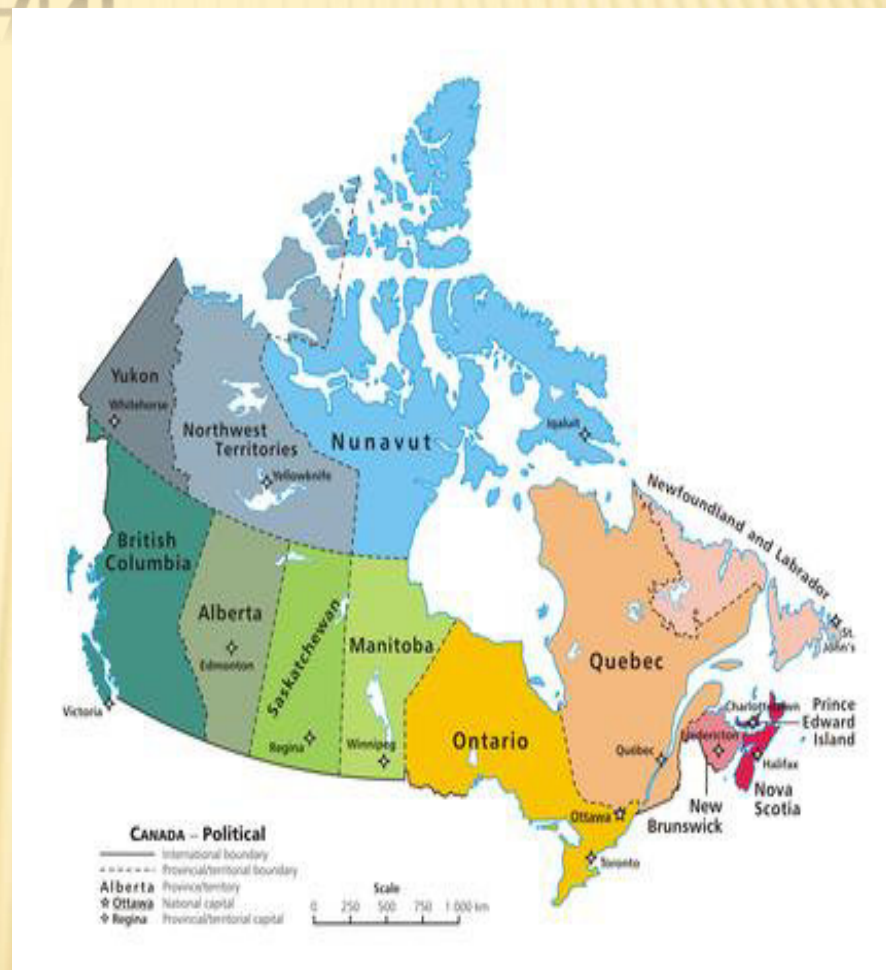 Yukon
Whitehorse
Northwest
Territories
Yellowknife
Nunavut
Iqaluit
Newfoundland and Labrador
St.
John's
British
Columbia
Victoria
Alberta
Edmonton
Saskatchewan
Regina
Manitoba
Winnipeg
Ontario
Ottawa
Toronto
Quebec
Québec
Charlottetown
Prince
Edward
Island
Fredericton
Halifax
Nova
Scotia
New
Brunswick
CANADA – Political
International boundary
Provincial/territorial boundary
Alberta Province/territory
Ottawa National capital
Regina Provincial/territorial capital
Scale
0 250 500 750 1 000 km